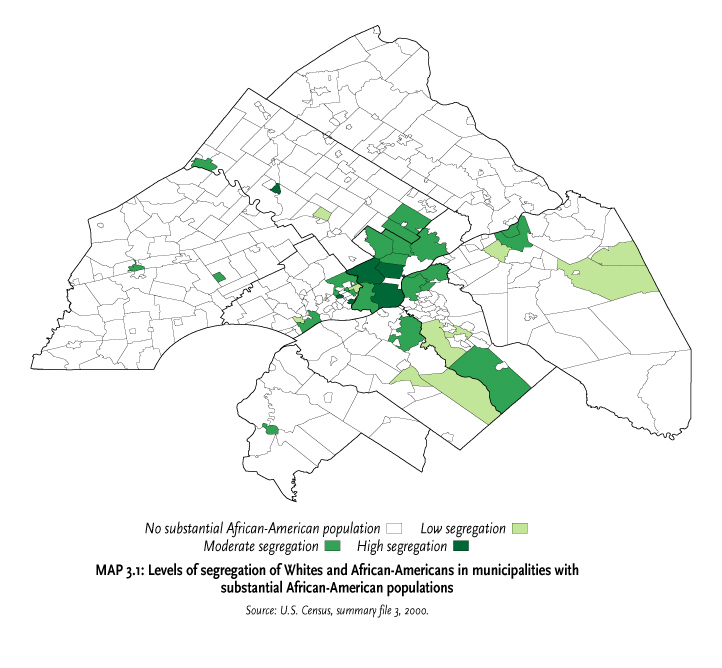 No substantial African-American population Low segregation
Moderate segregation High segregation
MAP 3.1: Levels of segregation of Whites and African-Americans in municipalities with
substantial African-American populations
Source: U.S. Census, summary file 3, 2000.